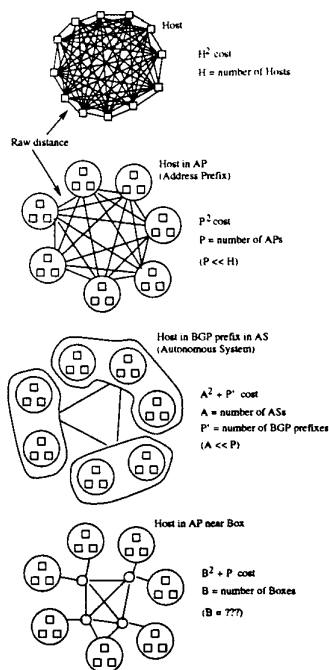 Host
H² cost
H = number of Hosts
Raw distance
Host in AP
(Address Prefix)
P² cost
P = number of APs
(P << H)
Host in BGP prefix in AS
(Autonomous System)
A² + P' cost
A = number of ASs
P' = number of BGP prefixes
(A << P)
Host in AP near Box
B² + P cost
B = number of Boxes
(B = ???)